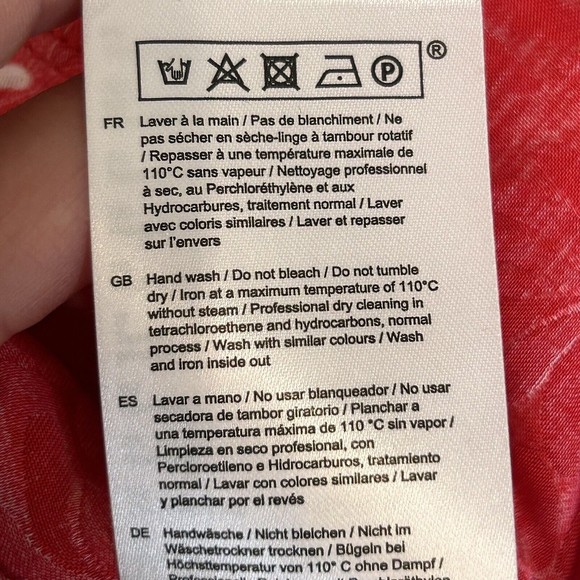 P ®
FR Laver à la main / Pas de blanchiment / Ne
pas sécher en sèche-linge à tambour rotatif
/ Repasser à une température maximale de
110°C sans vapeur / Nettoyage professionnel
à sec, au Perchloréthylène et aux
Hydrocarbures, traitement normal / Laver
avec coloris similaires / Laver et repasser
sur l'envers
GB Hand wash / Do not bleach / Do not tumble
dry / Iron at a maximum temperature of 110°C
without steam / Professional dry cleaning in
tetrachloroethene and hydrocarbons, normal
process / Wash with similar colours / Wash
and iron inside out
ES Lavar a mano / No usar blanqueador / No usar
secadora de tambor giratorio / Planchar a
una temperatura máxima de 110 °C sin vapor /
Limpieza en seco profesional, con
Percloroetileno e Hidrocarburos, tratamiento
normal / Lavar con colores similares / Lavar
y planchar por el revés
DE Handwäsche / Nicht bleichen / Nicht im
Wäschetrockner trocknen / Bügeln bei
Höchsttemperatur von 110° C ohne Dampf /